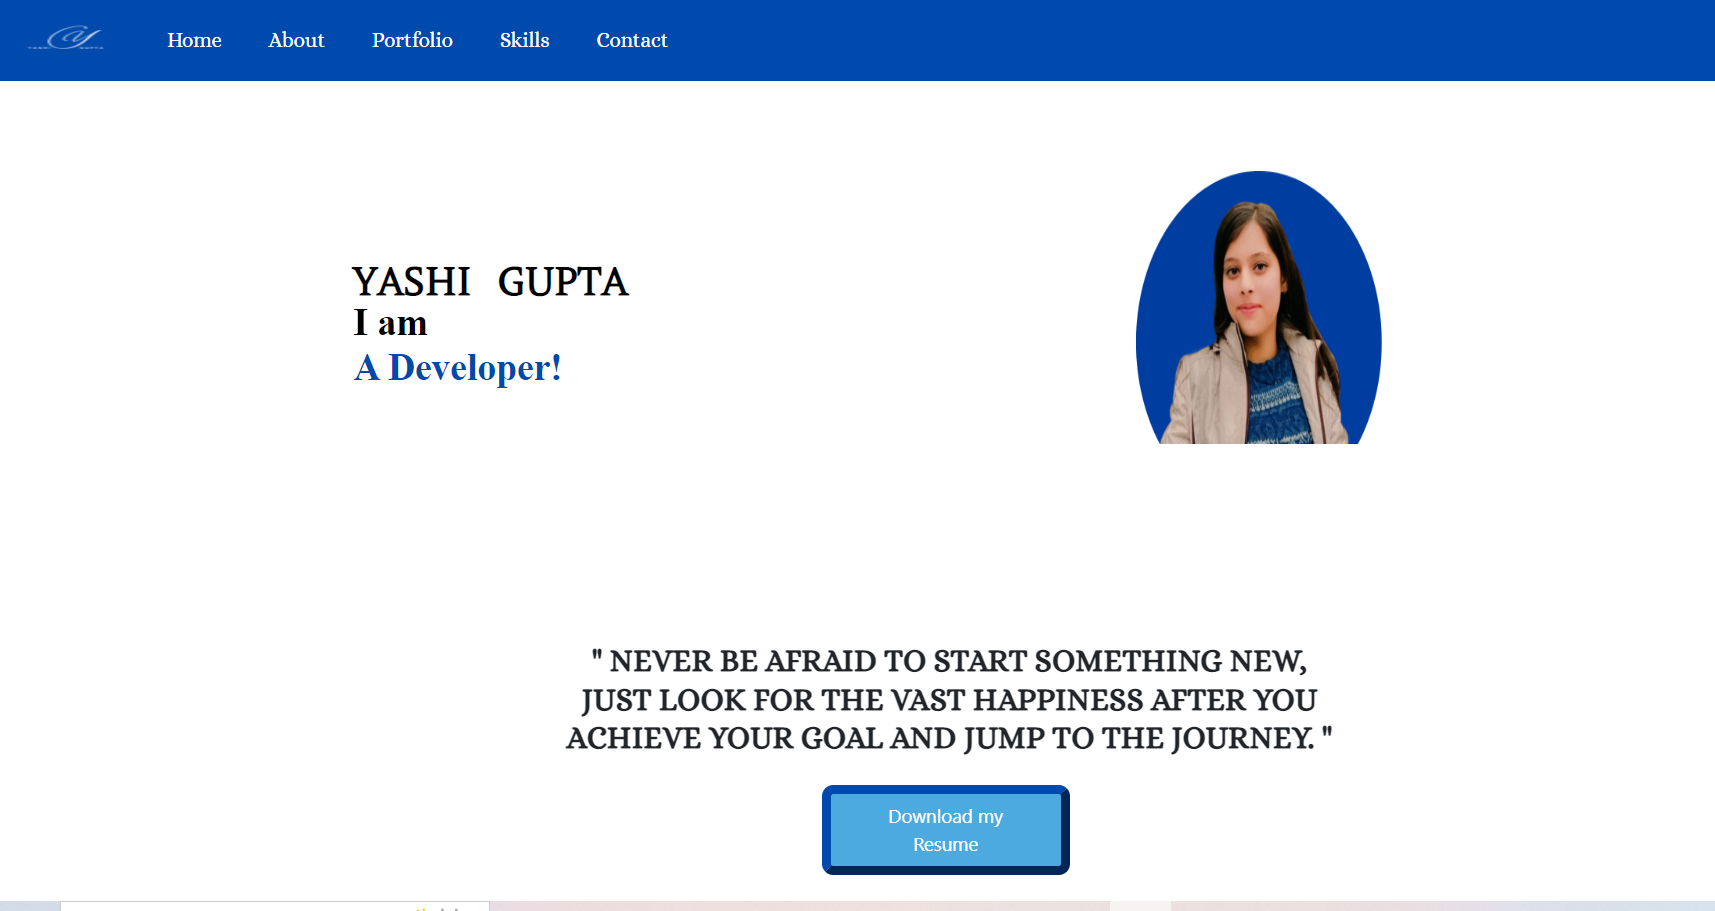 Home About Portfolio Skills Contact
YASHI GUPTA
I am
A Developer!
" NEVER BE AFRAID TO START SOMETHING NEW,
JUST LOOK FOR THE VAST HAPPINESS AFTER YOU
ACHIEVE YOUR GOAL AND JUMP TO THE JOURNEY. "
Download my
Resume